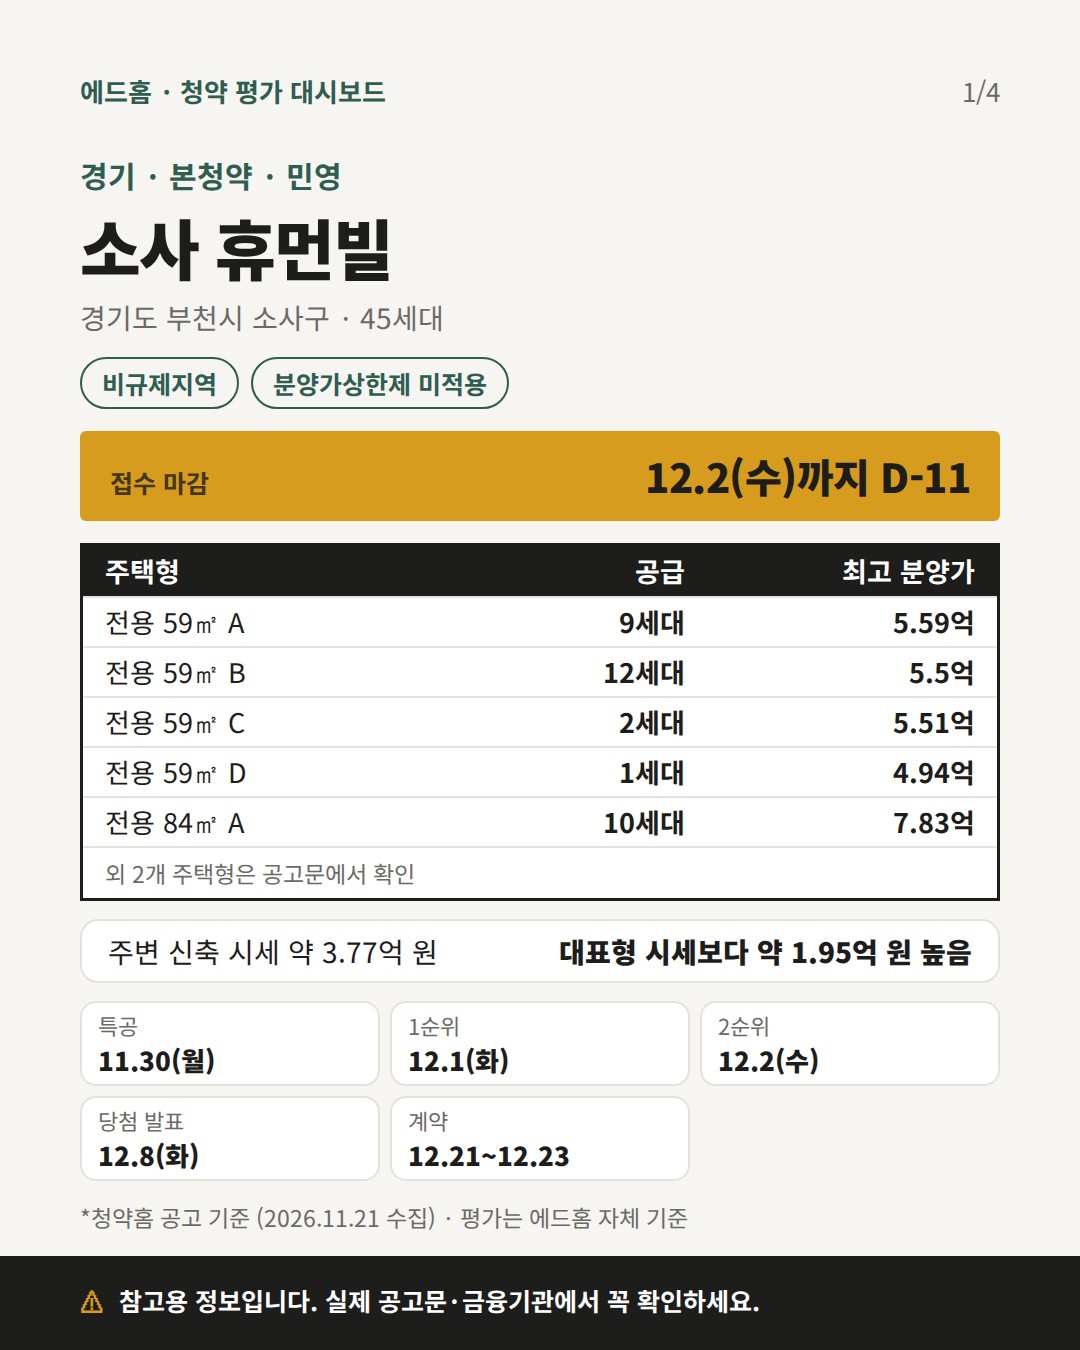 에드홈 · 청약 평가 대시보드 1/4
경기 · 본청약 · 민영
소사 휴먼빌
경기도 부천시 소사구 · 45세대
비규제지역 분양가상한제 미적용
접수 마감 12.2(수)까지 D-11
주택형 공급 최고 분양가
전용 59㎡ A 9세대 5.59억
전용 59㎡ B 12세대 5.5억
전용 59㎡ C 2세대 5.51억
전용 59㎡ D 1세대 4.94억
전용 84㎡ A 10세대 7.83억
외 2개 주택형은 공고문에서 확인
주변 신축 시세 약 3.77억 원 대표형 시세보다 약 1.95억 원 높음
특공 1순위 2순위
11.30(월) 12.1(화) 12.2(수)
당첨 발표 계약
12.8(화) 12.21~12.23
*청약홈 공고 기준 (2026.11.21 수집) · 평가는 에드홈 자체 기준
⚠ 참고용 정보입니다. 실제 공고문·금융기관에서 꼭 확인하세요.